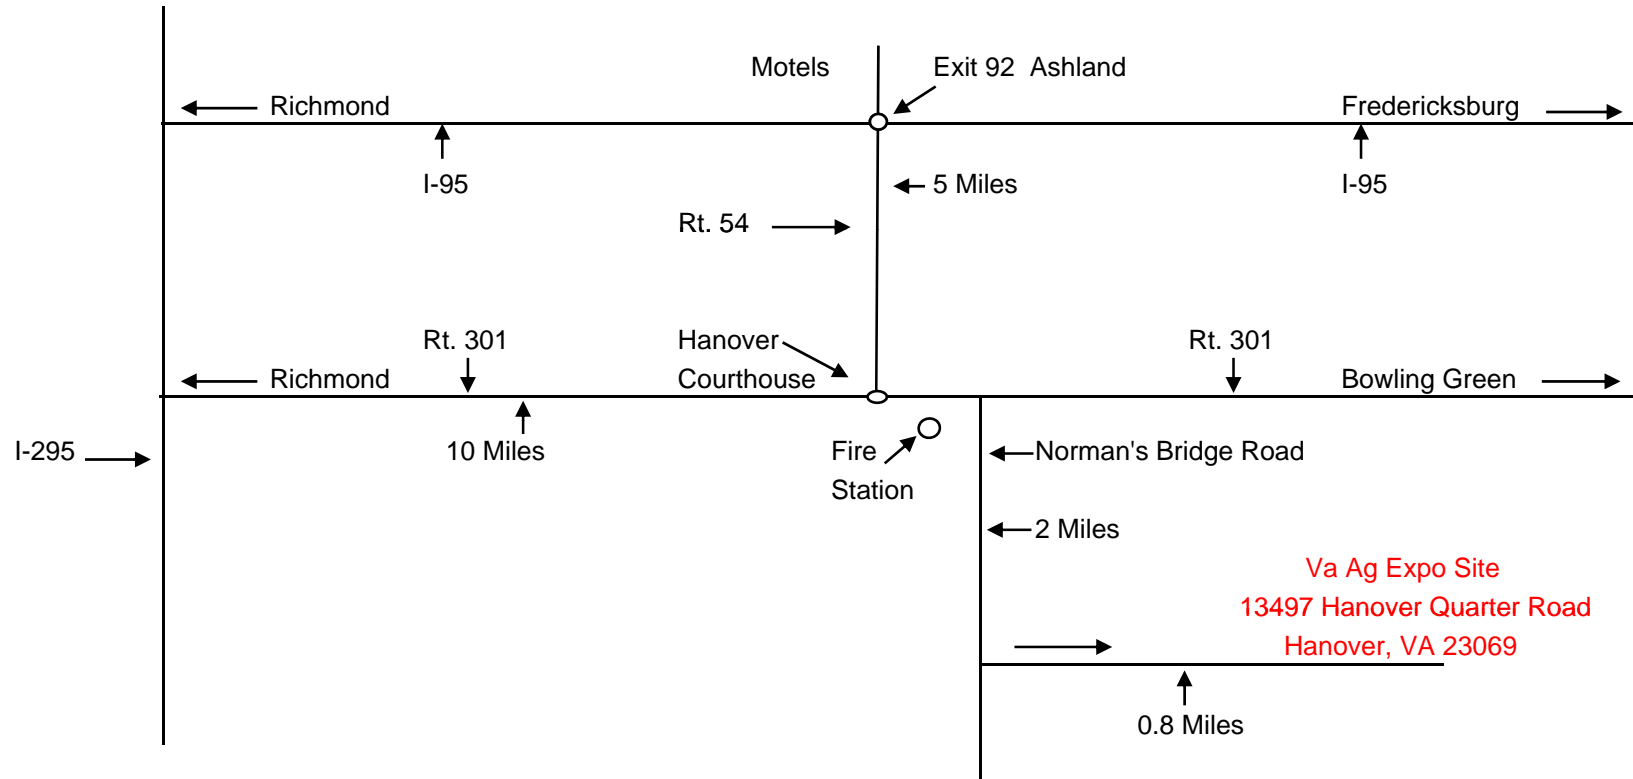 Motels
Exit 92 Ashland
Richmond
Fredericksburg
I-95
5 Miles
I-95
Rt. 54
Rt. 301
Hanover
Rt. 301
Richmond
Courthouse
Bowling Green
I-295
10 Miles
Fire
Norman's Bridge Road
Station
2 Miles
Va Ag Expo Site
13497 Hanover Quarter Road
Hanover, VA 23069
0.8 Miles